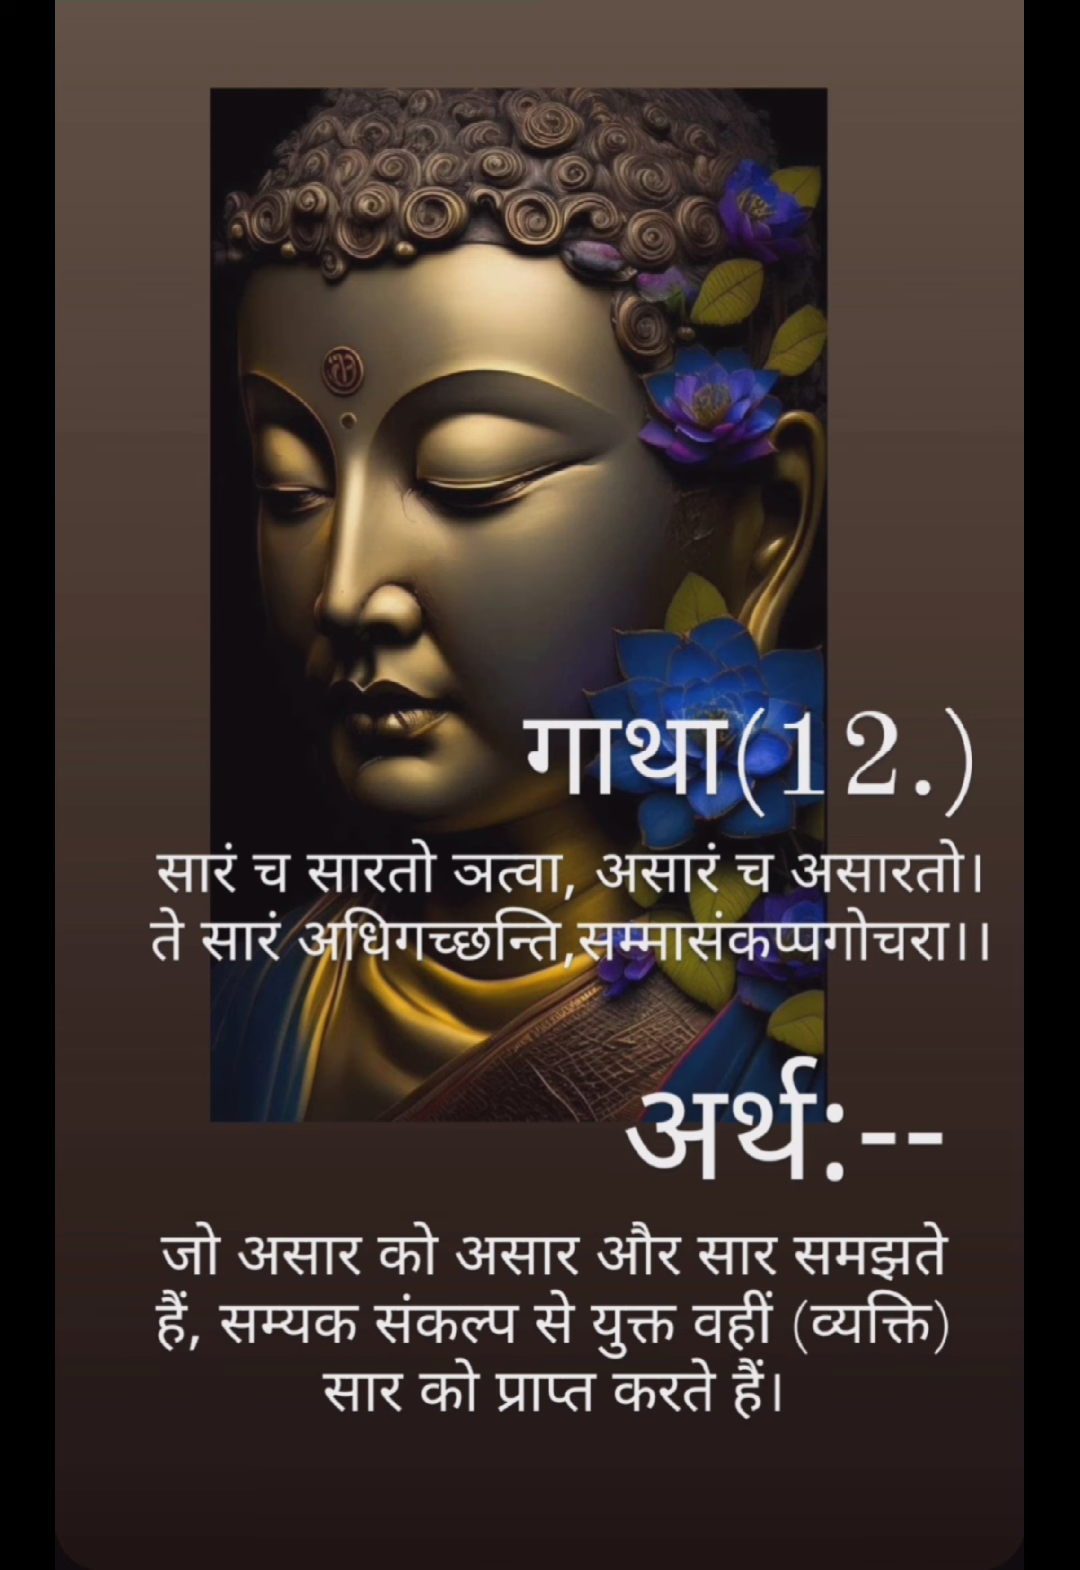 गाथा(12.)
सारं च सारतो ञत्वा, असारं च असारतो।
ते सारं अधिगच्छन्ति,सम्मासंकप्पगोचरा।।
अर्थ:--
जो असार को असार और सार समझते
हैं, सम्यक संकल्प से युक्त वहीं (व्यक्ति)
सार को प्राप्त करते हैं।